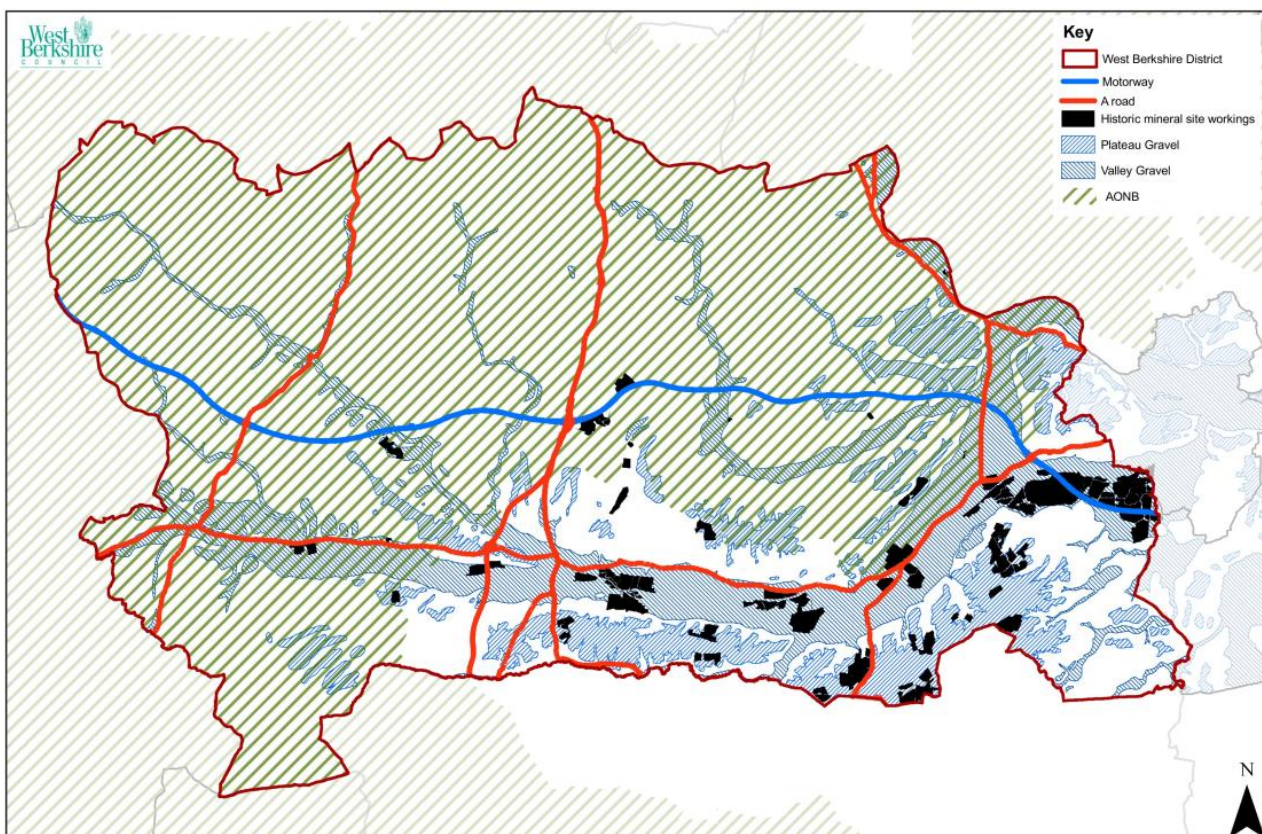 West
Berkshire
COUNCIL
Key
West Berkshire District
Motorway
A road
Historic mineral site workings
Plateau Gravel
Valley Gravel
AONB
N